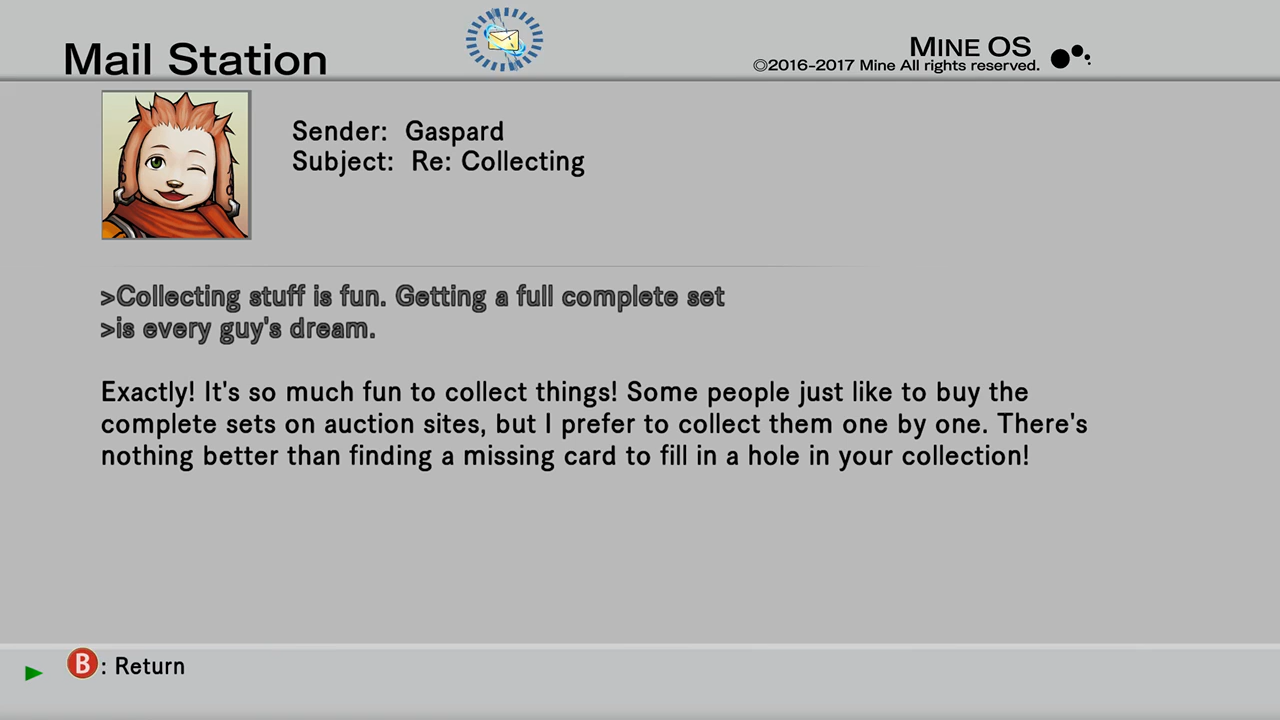 Mail Station
MINE OS
©2016-2017 Mine All rights reserved.
Sender: Gaspard
Subject: Re: Collecting
>Collecting stuff is fun. Getting a full complete set
>is every guy's dream.
Exactly! It's so much fun to collect things! Some people just like to buy the
complete sets on auction sites, but I prefer to collect them one by one. There's
nothing better than finding a missing card to fill in a hole in your collection!
B: Return